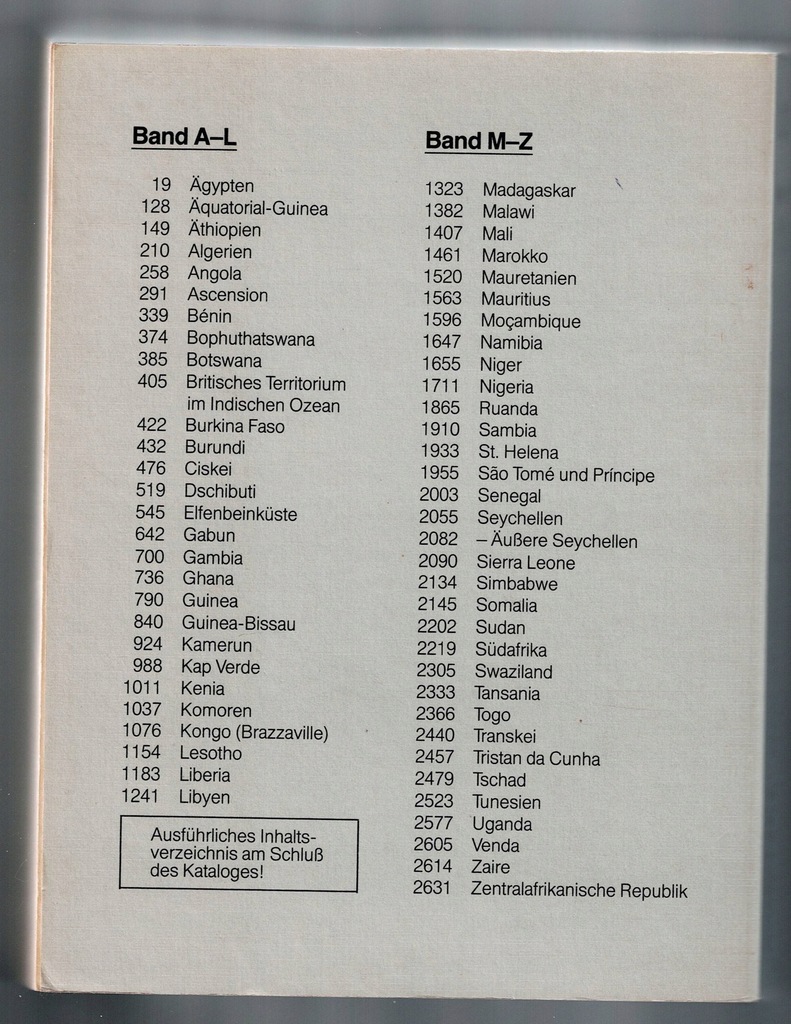 Band A–L
19 Ägypten
128 Äquatorial-Guinea
149 Äthiopien
210 Algerien
258 Angola
291 Ascension
339 Bénin
374 Bophuthatswana
385 Botswana
405 Britisches Territorium
im Indischen Ozean
422 Burkina Faso
432 Burundi
476 Ciskei
519 Dschibuti
545 Elfenbeinküste
642 Gabun
700 Gambia
736 Ghana
790 Guinea
840 Guinea-Bissau
924 Kamerun
988 Kap Verde
1011 Kenia
1037 Komoren
1076 Kongo (Brazzaville)
1154 Lesotho
1183 Liberia
1241 Libyen
Ausführliches Inhalts-
verzeichnis am Schluß
des Kataloges!
Band M–Z
1323 Madagaskar
1382 Malawi
1407 Mali
1461 Marokko
1520 Mauretanien
1563 Mauritius
1596 Moçambique
1647 Namibia
1655 Niger
1711 Nigeria
1865 Ruanda
1910 Sambia
1933 St. Helena
1955 São Tomé und Príncipe
2003 Senegal
2055 Seychellen
2082 – Äußere Seychellen
2090 Sierra Leone
2134 Simbabwe
2145 Somalia
2202 Sudan
2219 Südafrika
2305 Swaziland
2333 Tansania
2366 Togo
2440 Transkei
2457 Tristan da Cunha
2479 Tschad
2523 Tunesien
2577 Uganda
2605 Venda
2614 Zaire
2631 Zentralafrikanische Republik